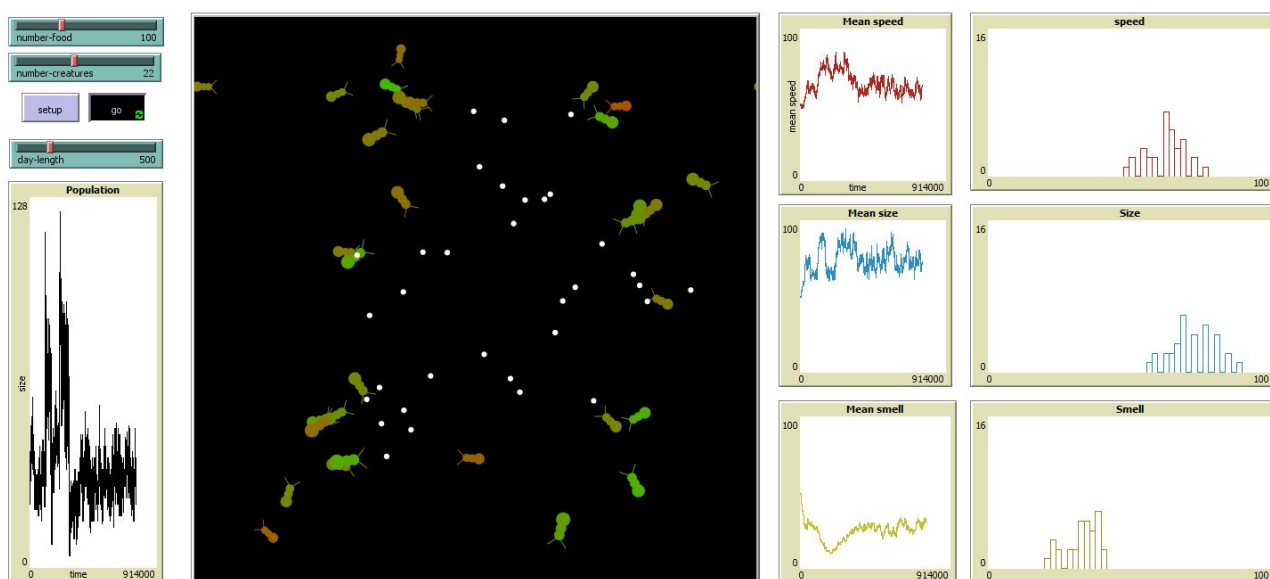 number-food 100
number-creatures 22
setup go
day-length 500
Population
128
size
0 0 time 914000
Mean speed
100
mean speed
0
0 time 914000
speed
16
0
0 100
Mean size
100
0
0 914000
Size
16
0
0 100
Mean smell
100
0
0 914000
Smell
16
0
0 100